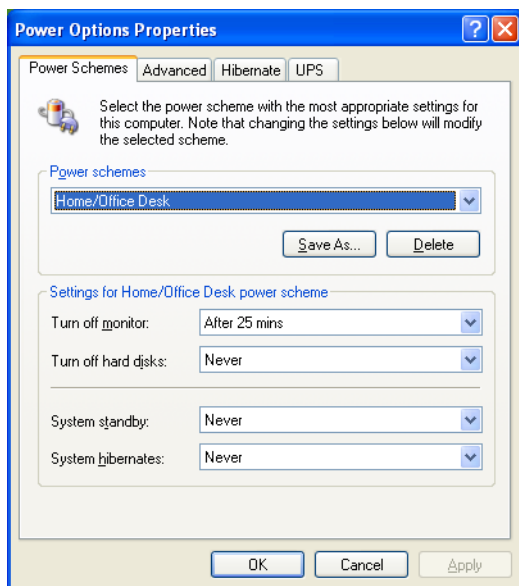 Power Options Properties
Power Schemes Advanced Hibernate UPS
Select the power scheme with the most appropriate settings for
this computer. Note that changing the settings below will modify
the selected scheme.
Power schemes
Home/Office Desk
Save As... Delete
Settings for Home/Office Desk power scheme
Turn off monitor: After 25 mins
Turn off hard disks: Never
System standby: Never
System hibernates: Never
OK Cancel Apply